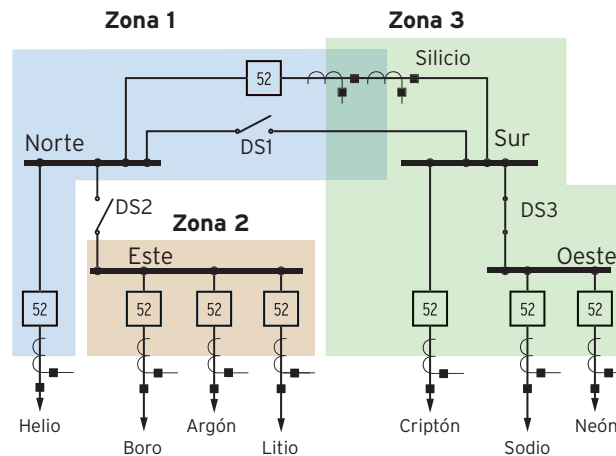 Zona 1
Zona 3
52
Silicio
Norte
DS1
Sur
DS2
DS3
Zona 2
Este
Oeste
52
52
52
52
52
52
52
Helio
Boro
Argón
Litio
Criptón
Sodio
Neón